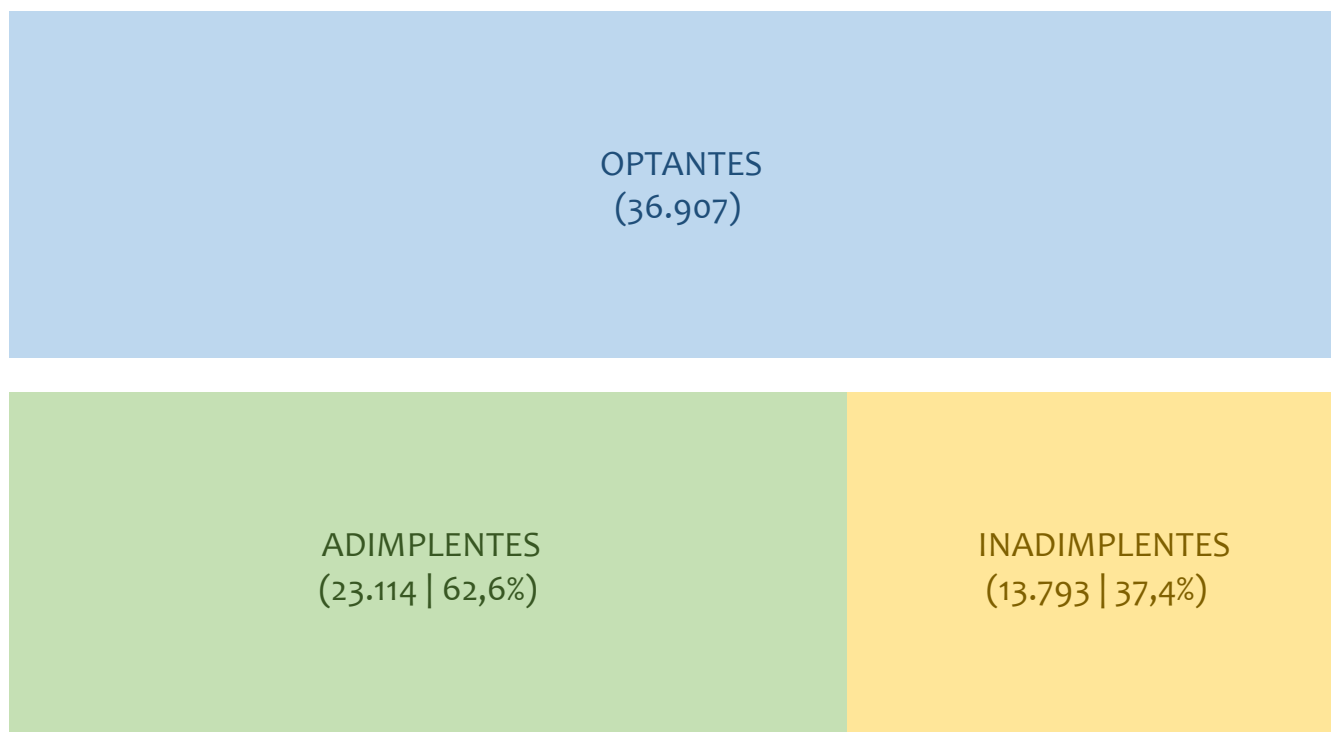 OPTANTES
(36.907)
ADIMPLENTES
(23.114 | 62,6%)
INADIMPLENTES
(13.793 | 37,4%)